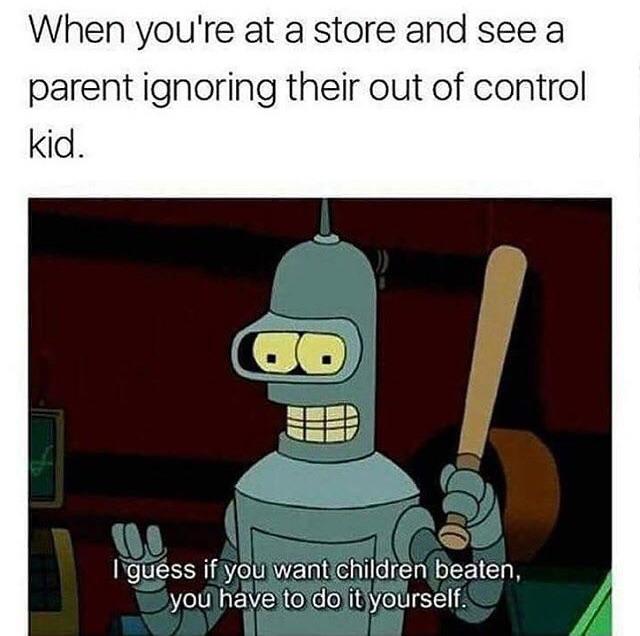 When you're at a store and see a
parent ignoring their out of control
kid.
I guess if you want children beaten,
you have to do it yourself.